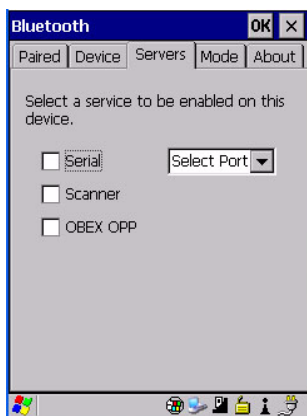 Bluetooth OK ×
Paired Device Servers Mode About
Select a service to be enabled on this
device.
Serial Select Port
Scanner
OBEX OPP